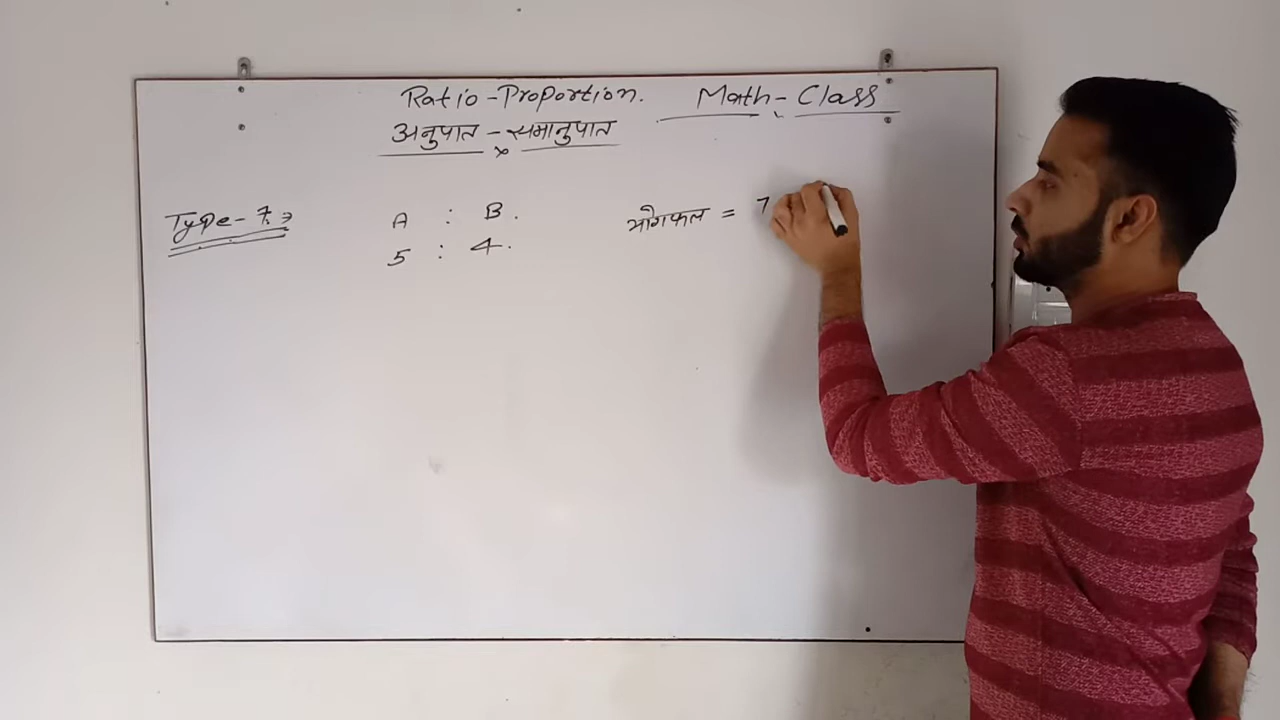 Ratio-Proportion. Math-Class
अनुपात-समानुपात
Type-7.
A : B.
5 : 4.
योगफल = 7